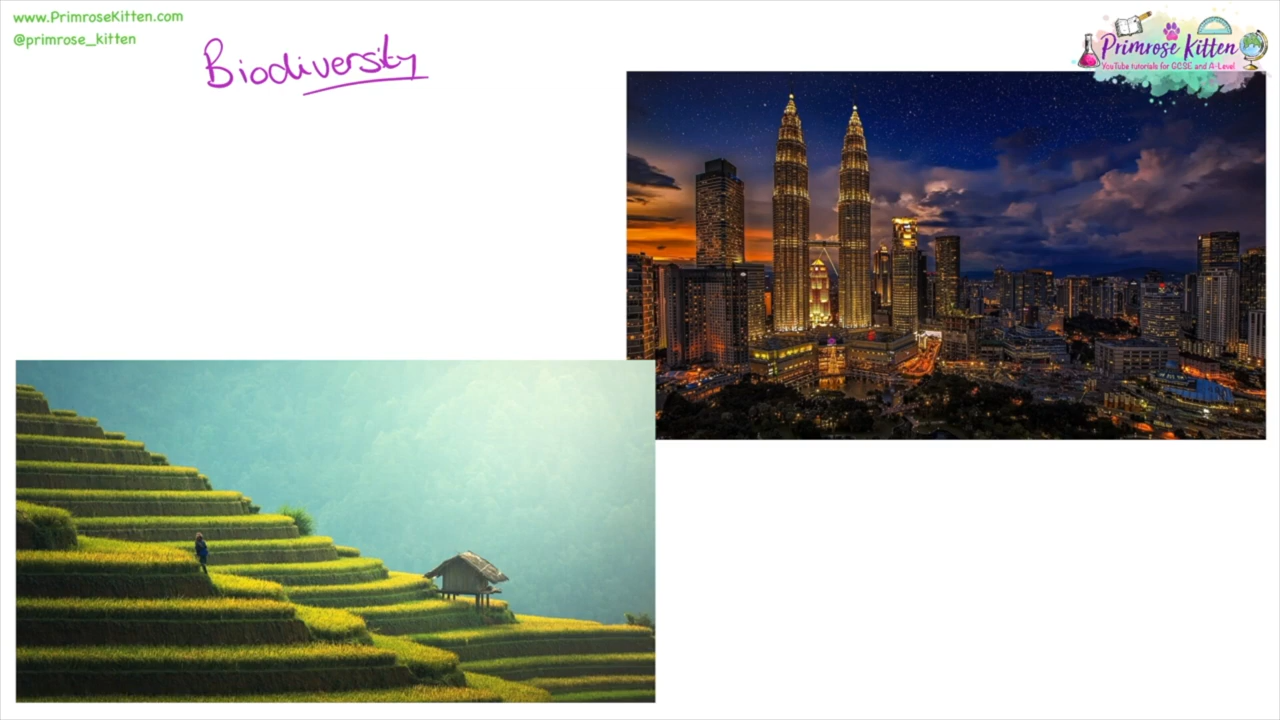 www.PrimroseKitten.com
@primrose_kitten
Biodiversity
Primrose Kitten
YouTube tutorials for GCSE and A-Level